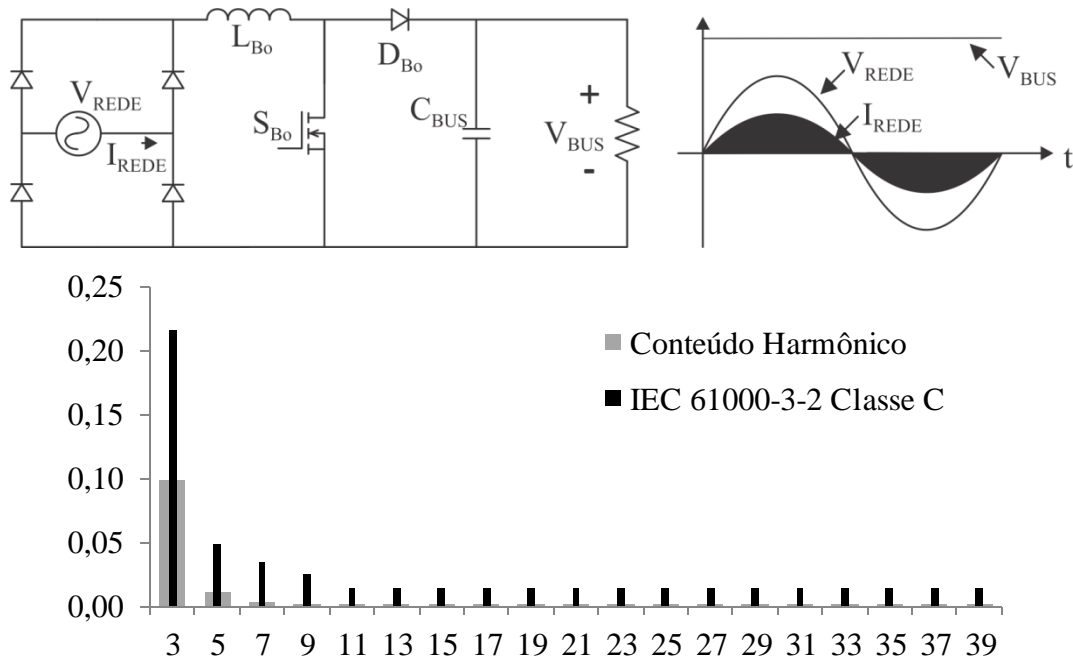 L_Bo
D_Bo
V_REDE
I_REDE
S_Bo
C_BUS
+
V_BUS
-
V_REDE
V_BUS
I_REDE
t
0,25
0,20
0,15
0,10
0,05
0,00
Conteúdo Harmônico
IEC 61000-3-2 Classe C
3 5 7 9 11 13 15 17 19 21 23 25 27 29 31 33 35 37 39